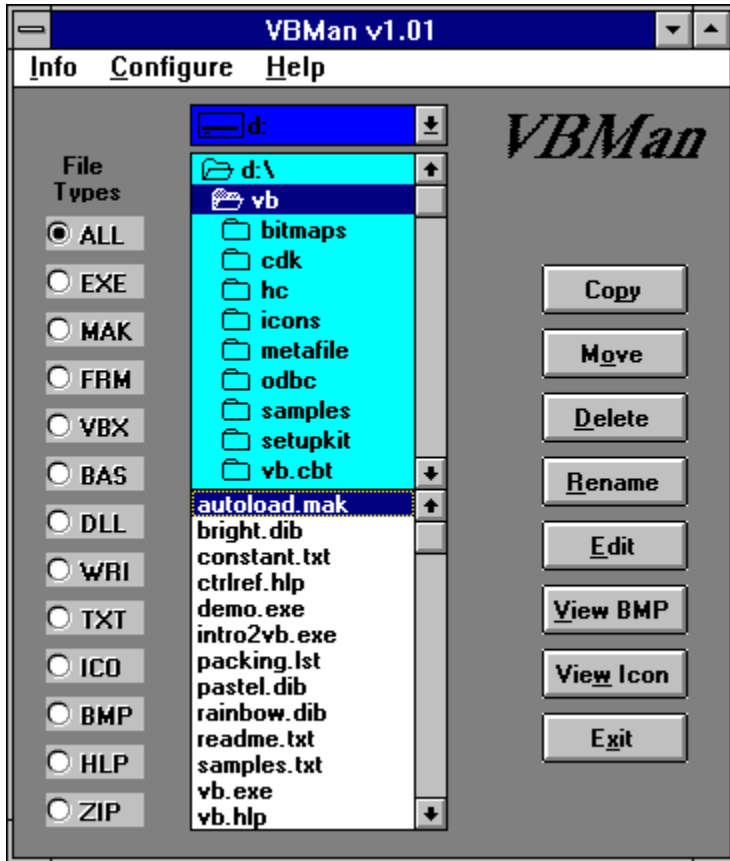 VBMan v1.01
Info Configure Help
d:
VBMan
File
Types
ALL
EXE
MAK
FRM
VBX
BAS
DLL
WRI
TXT
ICO
BMP
HLP
ZIP
d:\
vb
bitmaps
cdk
hc
icons
metafile
odbc
samples
setupkit
vb.cbt
autoload.mak
bright.dib
constant.txt
ctrlref.hlp
demo.exe
intro2vb.exe
packing.lst
pastel.dib
rainbow.dib
readme.txt
samples.txt
vb.exe
vb.hlp
Copy
Move
Delete
Rename
Edit
View BMP
View Icon
Exit